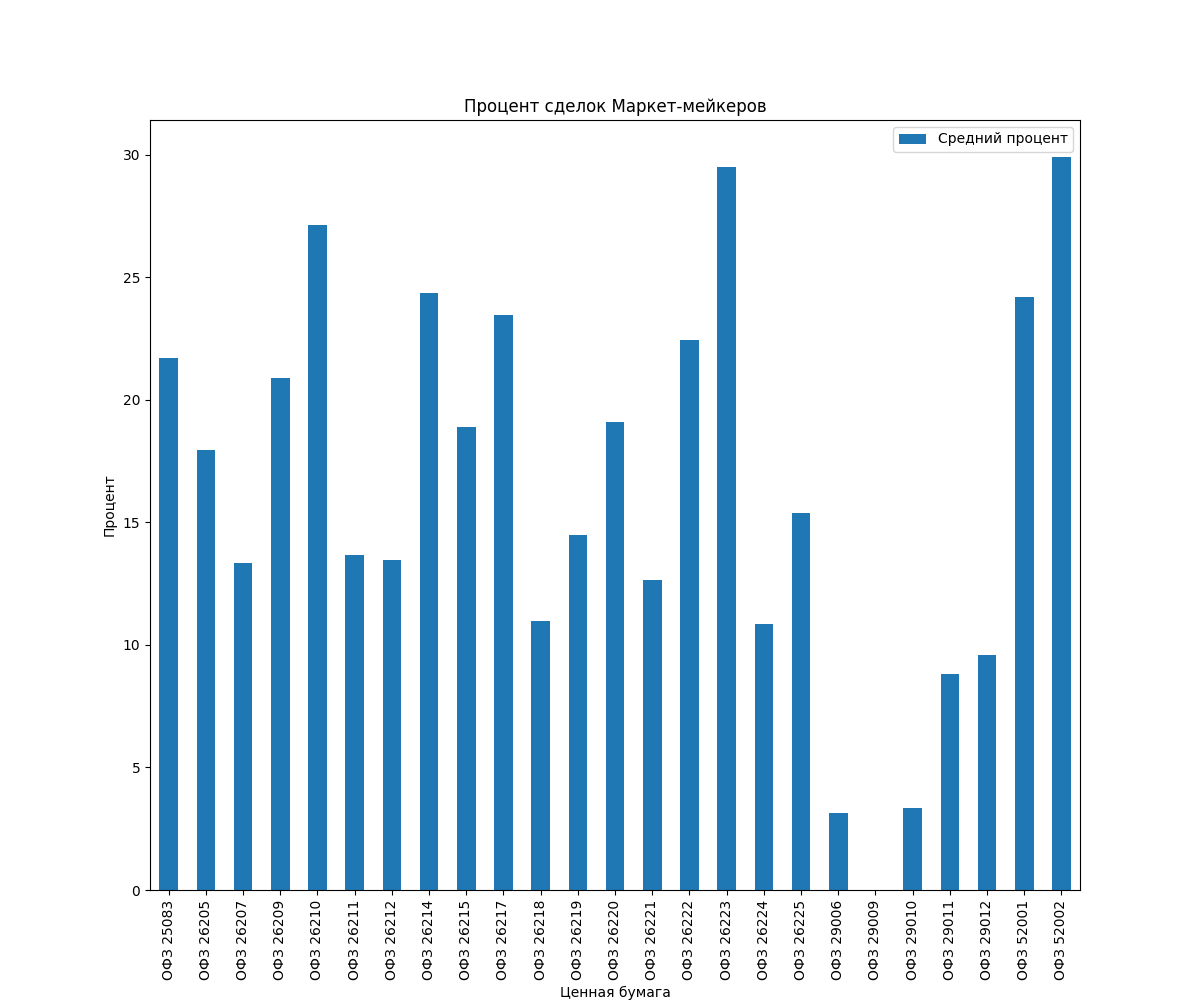 Процент сделок Маркет-мейкеров
Средний процент
Процент
30
25
20
15
10
5
0
ОФЗ 25083
ОФЗ 26205
ОФЗ 26207
ОФЗ 26209
ОФЗ 26210
ОФЗ 26211
ОФЗ 26212
ОФЗ 26214
ОФЗ 26215
ОФЗ 26217
ОФЗ 26218
ОФЗ 26219
ОФЗ 26220
ОФЗ 26221
ОФЗ 26222
ОФЗ 26223
ОФЗ 26224
ОФЗ 26225
ОФЗ 29006
ОФЗ 29009
ОФЗ 29010
ОФЗ 29011
ОФЗ 29012
ОФЗ 52001
ОФЗ 52002
Ценная бумага